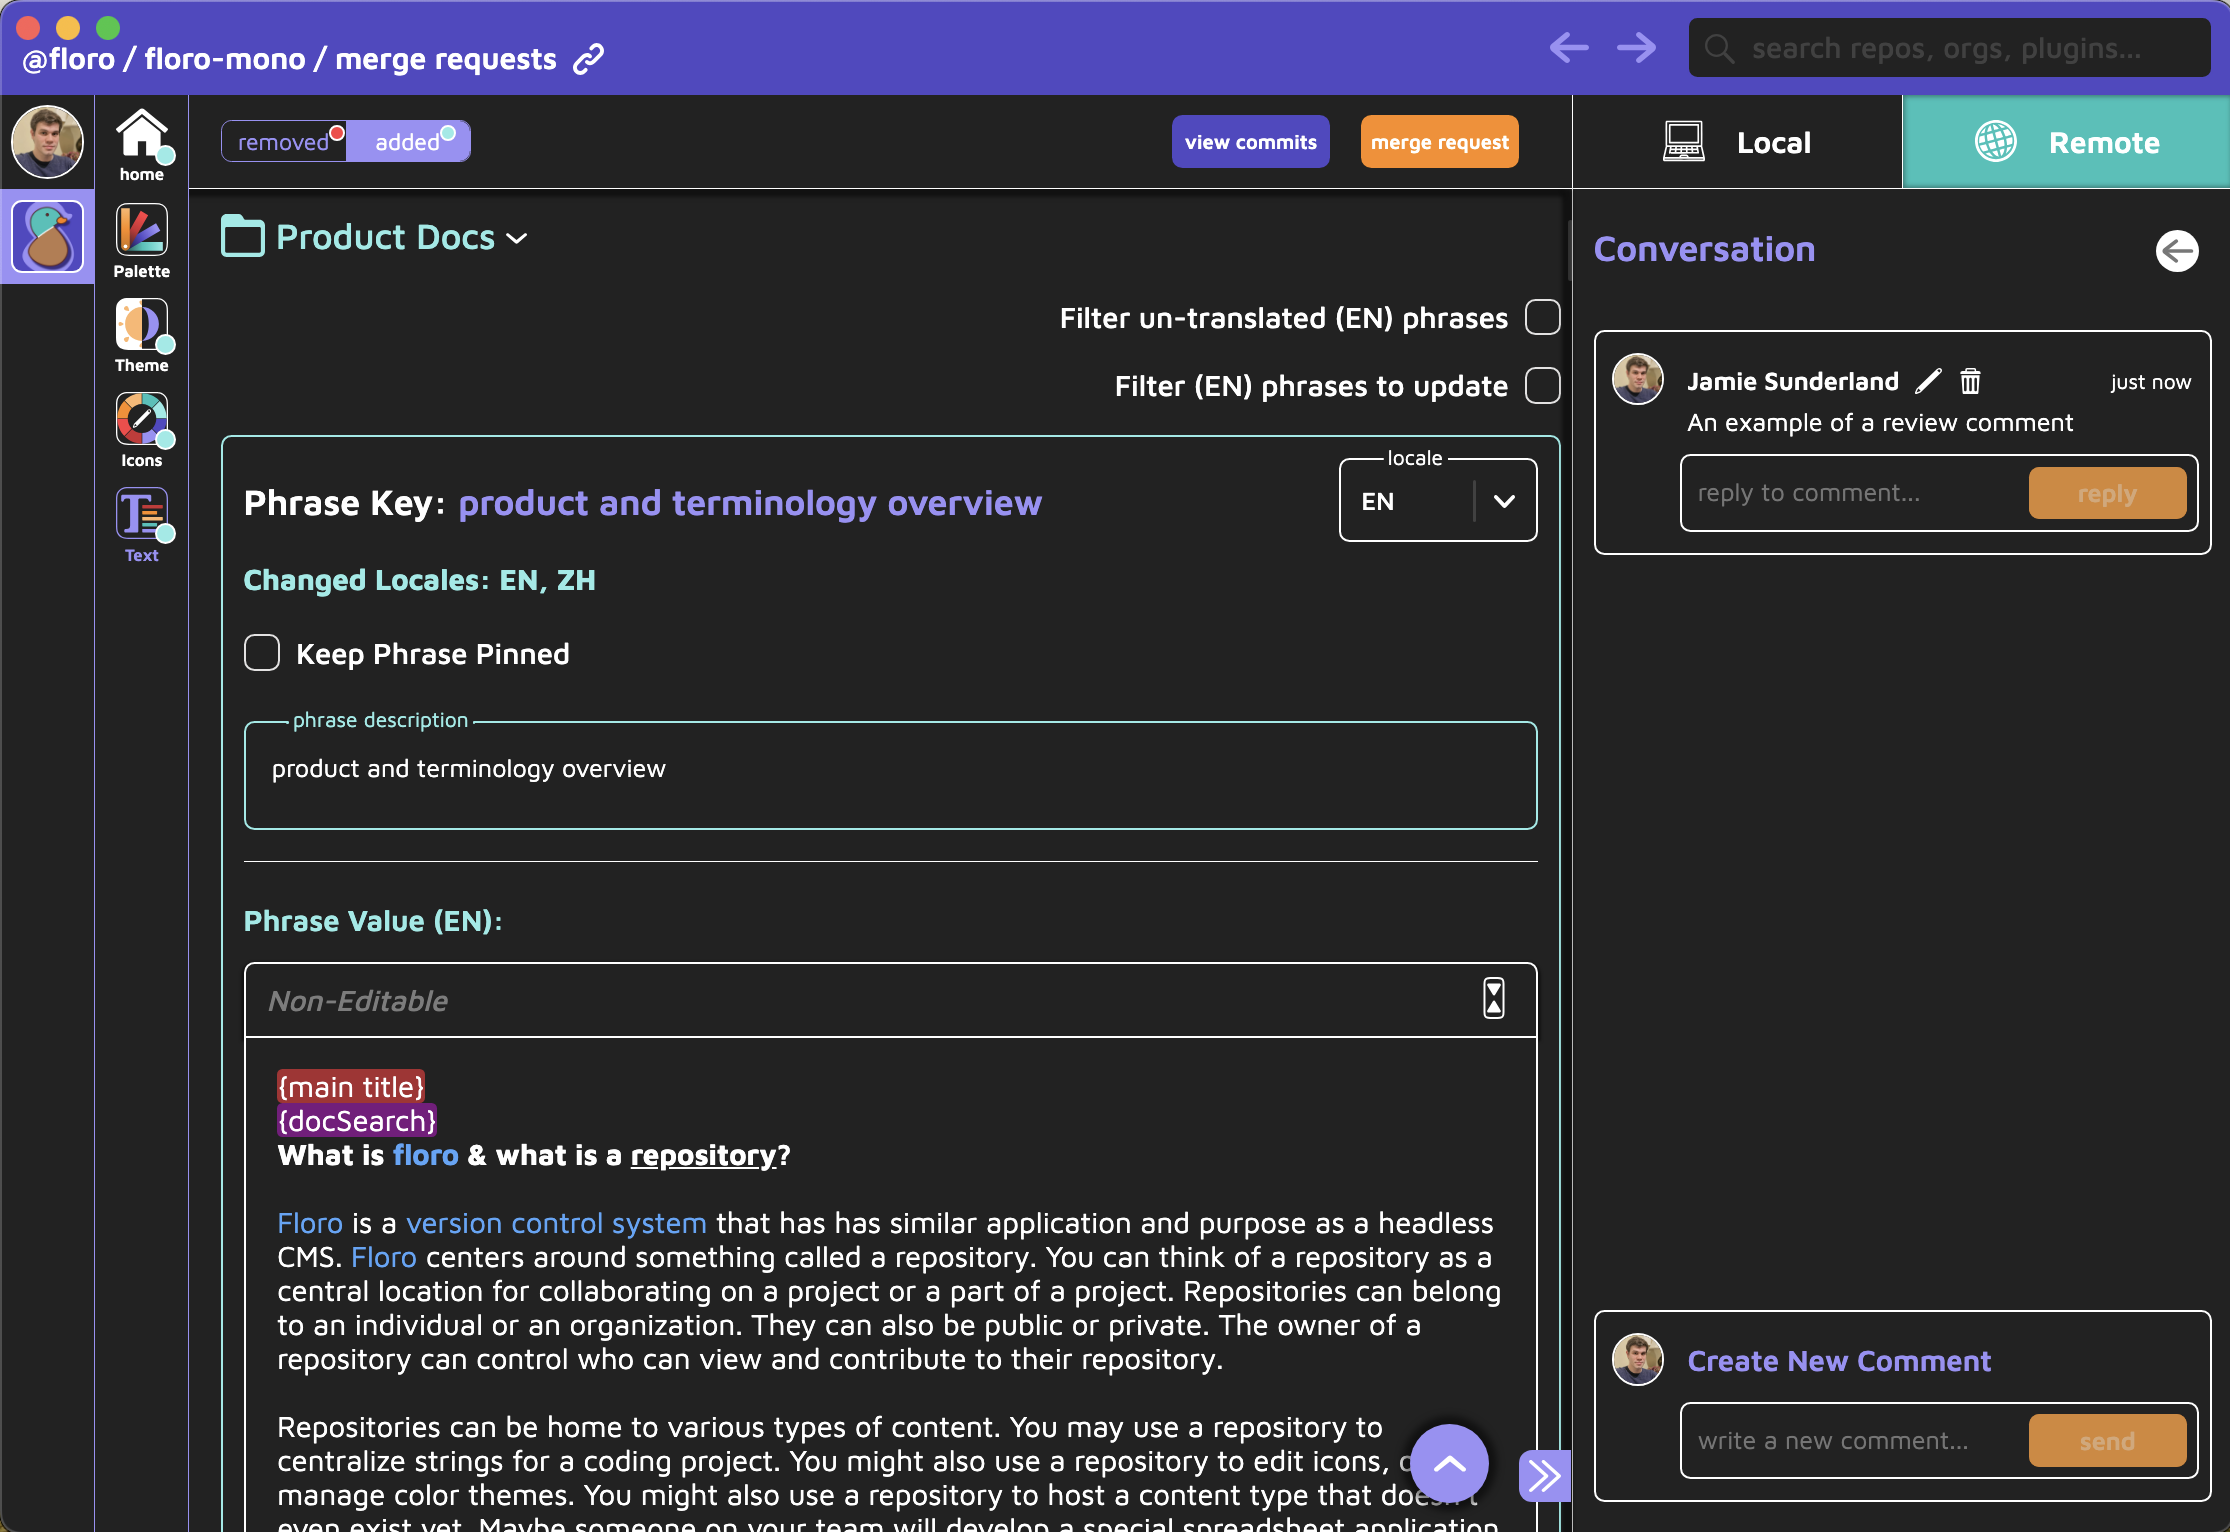 @floro / floro-mono / merge requests
search repos, orgs, plugins...
home
Palette
Theme
Icons
Text
removed
added
view commits
merge request
Local
Remote
Product Docs
Filter un-translated (EN) phrases
Filter (EN) phrases to update
Phrase Key: product and terminology overview
locale
EN
Changed Locales: EN, ZH
Keep Phrase Pinned
phrase description
product and terminology overview
Phrase Value (EN):
Non-Editable
{main title}
{docSearch}
What is floro & what is a repository?
Floro is a version control system that has has similar application and purpose as a headless
CMS. Floro centers around something called a repository. You can think of a repository as a
central location for collaborating on a project or a part of a project. Repositories can belong
to an individual or an organization. They can also be public or private. The owner of a
repository can control who can view and contribute to their repository.
Repositories can be home to various types of content. You may use a repository to
centralize strings for a coding project. You might also use a repository to edit icons,
manage color themes. You might also use a repository to host a content type that doesn't
even exist yet. Maybe someone on your team will develop a special spreadsheet application
Conversation
Jamie Sunderland
just now
An example of a review comment
reply to comment...
reply
Create New Comment
write a new comment...
send